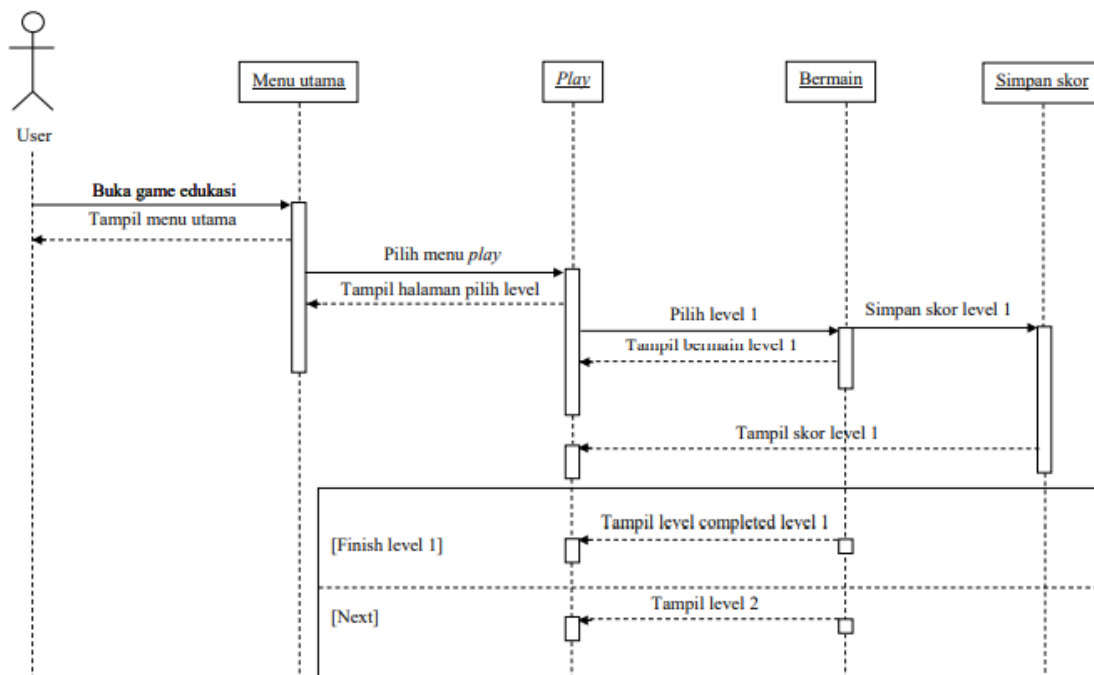 Menu utama
Play
Bermain
Simpan skor
User
Buka game edukasi
Tampil menu utama
Pilih menu play
Tampil halaman pilih level
Pilih level 1
Simpan skor level 1
Tampil bermain level 1
Tampil skor level 1
[Finish level 1]
Tampil level completed level 1
[Next]
Tampil level 2